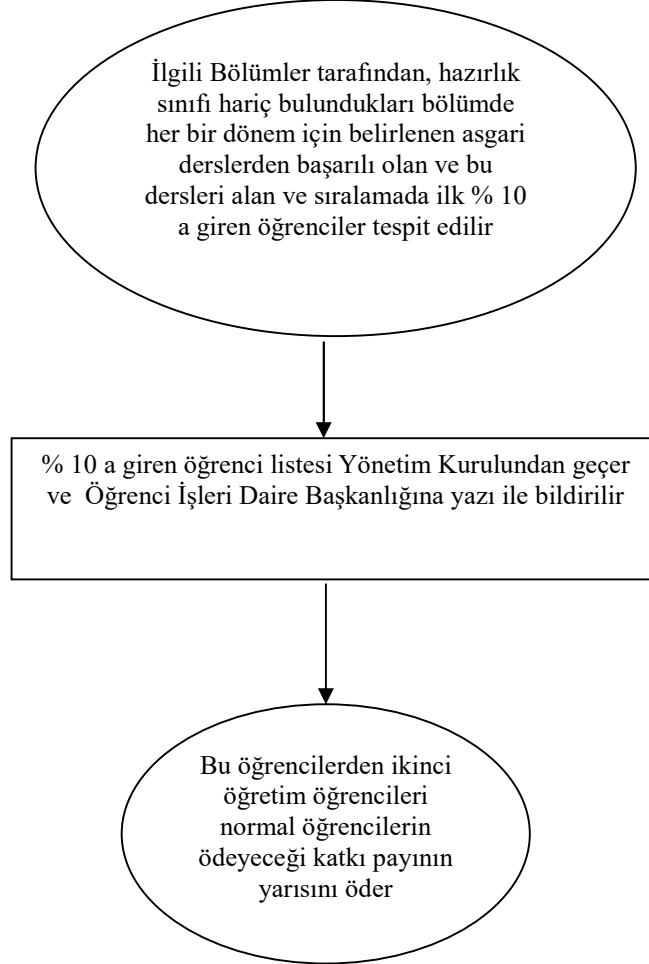 İlgili Bölümler tarafından, hazırlık
sınıfı hariç bulundukları bölümde
her bir dönem için belirlenen asgari
derslerden başarılı olan ve bu
dersleri alan ve sıralamada ilk % 10
a giren öğrenciler tespit edilir
% 10 a giren öğrenci listesi Yönetim Kurulundan geçer
ve Öğrenci İşleri Daire Başkanlığına yazı ile bildirilir
Bu öğrencilerden ikinci
öğretim öğrencileri
normal öğrencilerin
ödeyeceği katkı payının
yarısını öder